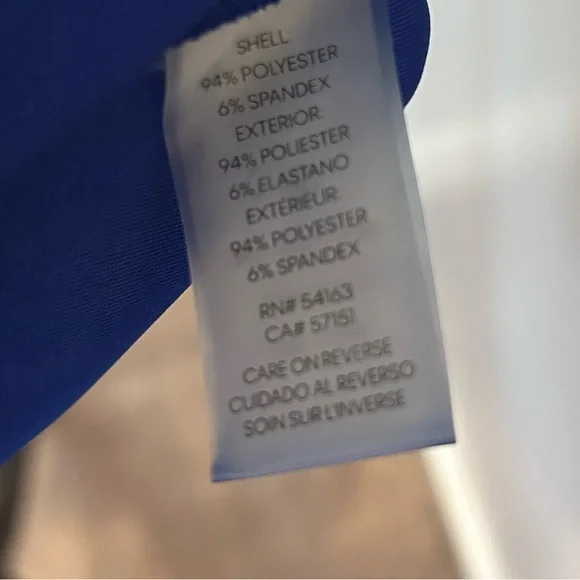 SHELL:
94% POLYESTER
6% SPANDEX
EXTERIOR:
94% POLIESTER
6% ELASTANO
EXTÉRIEUR:
94% POLYESTER
6% SPANDEX
RN# 54163
CA# 57151
CARE ON REVERSE
CUIDADO AL REVERSO
SOIN SUR L'INVERSE